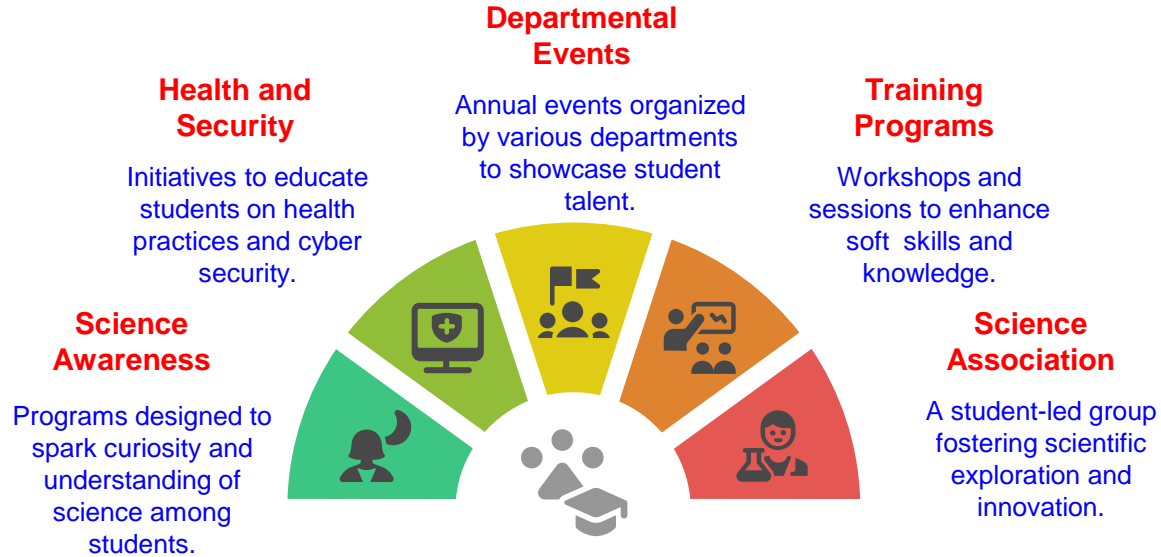 Science
Awareness
Programs designed to
spark curiosity and
understanding of
science among
students.
Health and
Security
Initiatives to educate
students on health
practices and cyber
security.
Departmental
Events
Annual events organized
by various departments
to showcase student
talent.
Training
Programs
Workshops and
sessions to enhance
soft skills and
knowledge.
Science
Association
A student-led group
fostering scientific
exploration and
innovation.